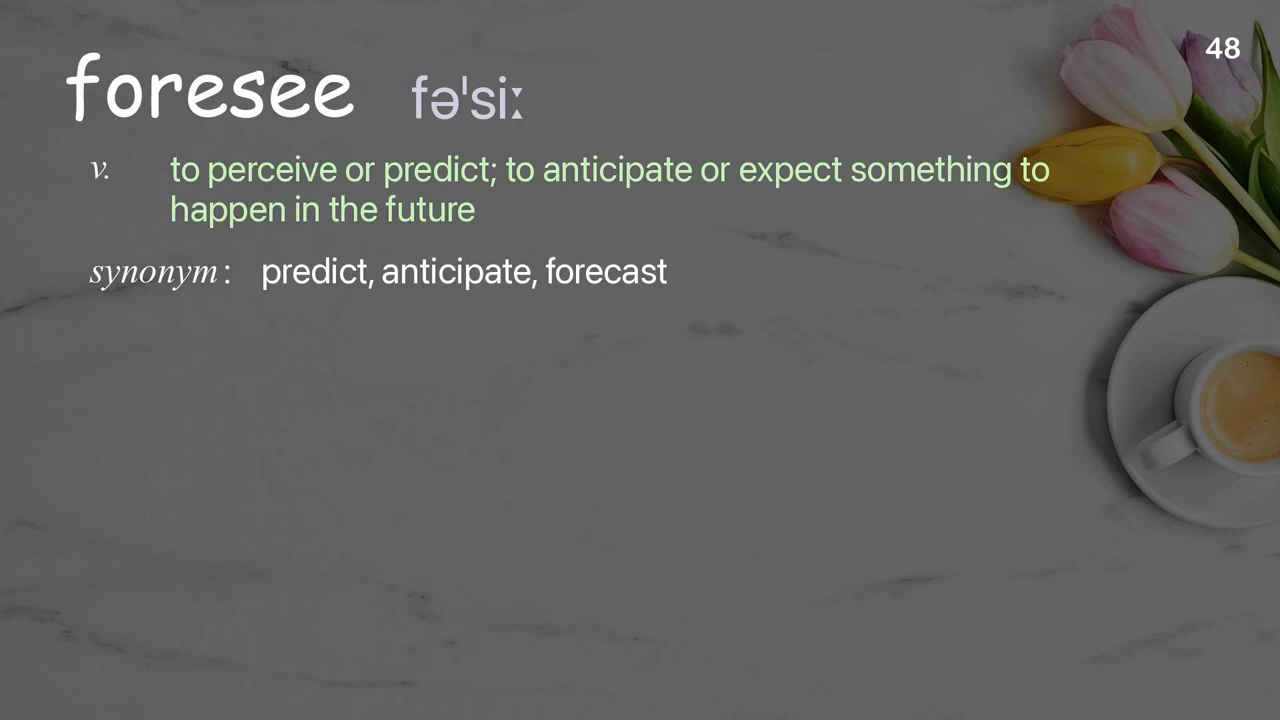 48
foresee fəˈsiː
v. to perceive or predict; to anticipate or expect something to
happen in the future
synonym: predict, anticipate, forecast